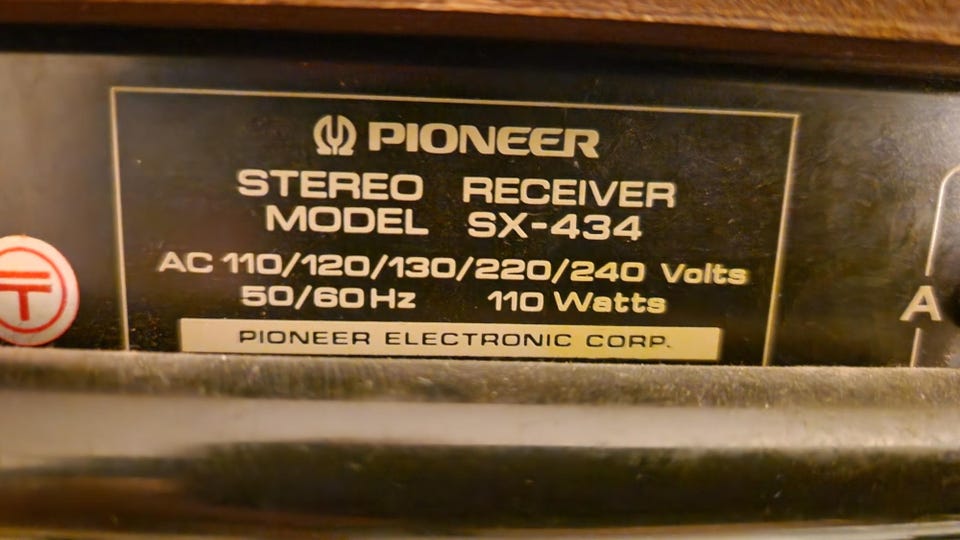 PIONEER
STEREO RECEIVER
MODEL SX-434
AC 110/120/130/220/240 Volts
50/60 Hz 110 Watts
PIONEER ELECTRONIC CORP.
T
A